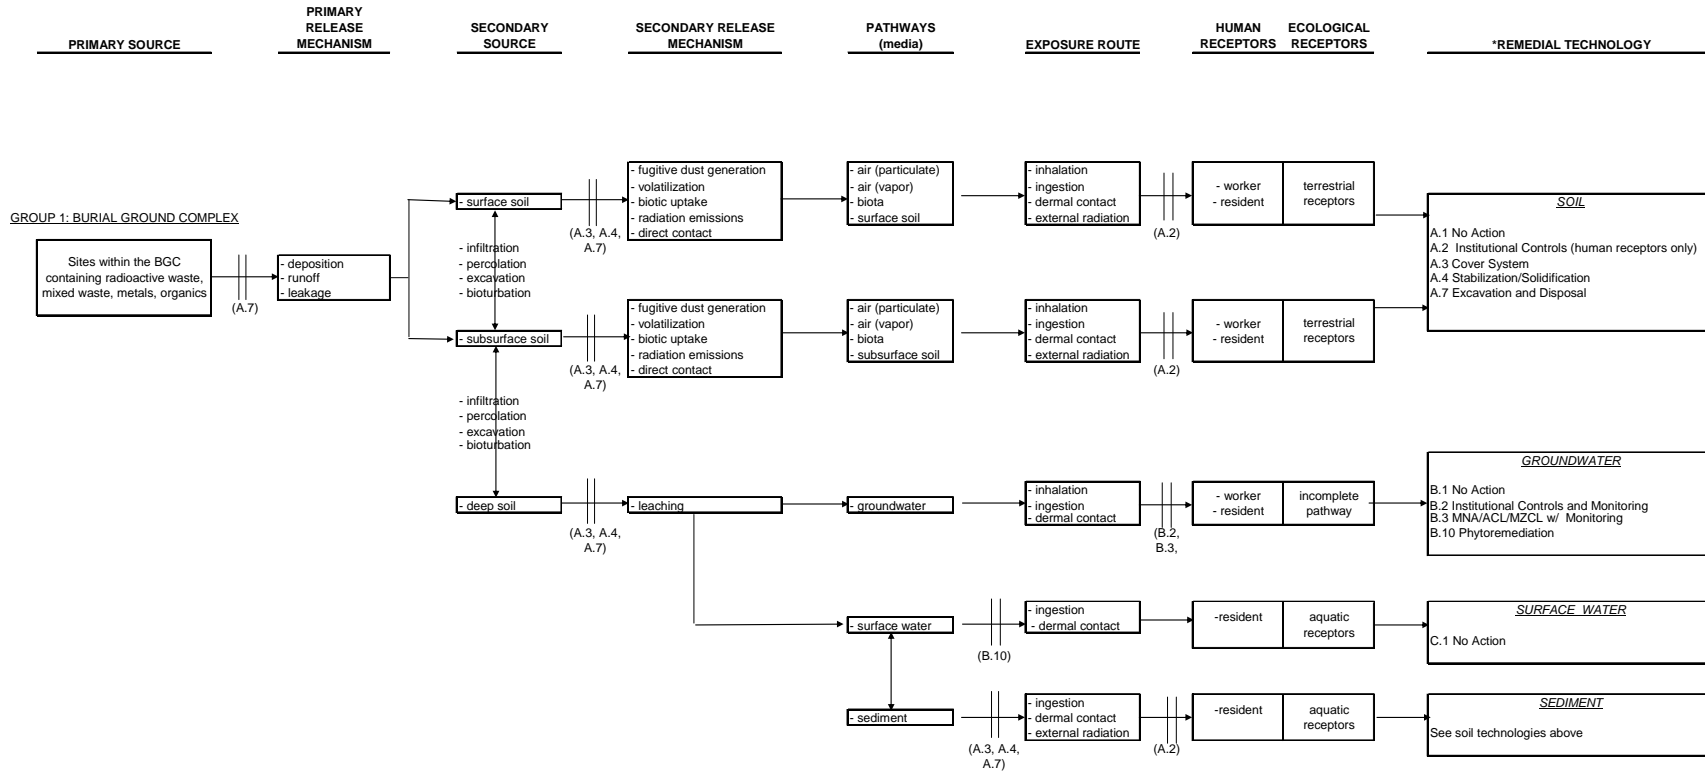 PRIMARY SOURCE
PRIMARY
RELEASE
MECHANISM
SECONDARY
SOURCE
SECONDARY RELEASE
MECHANISM
PATHWAYS
(media)
EXPOSURE ROUTE
HUMAN
RECEPTORS
ECOLOGICAL
RECEPTORS
*REMEDIAL TECHNOLOGY
GROUP 1: BURIAL GROUND COMPLEX
Sites within the BGC
containing radioactive waste,
mixed waste, metals, organics
(A.7)
- deposition
- runoff
- leakage
- surface soil
(A.3, A.4,
A.7)
- fugitive dust generation
- volatilization
- biotic uptake
- radiation emissions
- direct contact
- air (particulate)
- air (vapor)
- biota
- surface soil
- inhalation
- ingestion
- dermal contact
- external radiation
(A.2)
- worker
- resident
terrestrial
receptors
- infiltration
- percolation
- excavation
- bioturbation
- subsurface soil
(A.3, A.4,
A.7)
- fugitive dust generation
- volatilization
- biotic uptake
- radiation emissions
- direct contact
- air (particulate)
- air (vapor)
- biota
- subsurface soil
- inhalation
- ingestion
- dermal contact
- external radiation
(A.2)
- worker
- resident
terrestrial
receptors
SOIL
A.1 No Action
A.2 Institutional Controls (human receptors only)
A.3 Cover System
A.4 Stabilization/Solidification
A.7 Excavation and Disposal
- infiltration
- percolation
- excavation
- bioturbation
- deep soil
(A.3, A.4,
A.7)
- leaching
- groundwater
- inhalation
- ingestion
- dermal contact
(B.2,
B.3,
- worker
- resident
incomplete
pathway
GROUNDWATER
B.1 No Action
B.2 Institutional Controls and Monitoring
B.3 MNA/ACL/MZCL w/ Monitoring
B.10 Phytoremediation
- surface water
(B.10)
- ingestion
- dermal contact
-resident
aquatic
receptors
SURFACE WATER
C.1 No Action
- sediment
(A.3, A.4,
A.7)
- ingestion
- dermal contact
- external radiation
(A.2)
-resident
aquatic
receptors
SEDIMENT
See soil technologies above